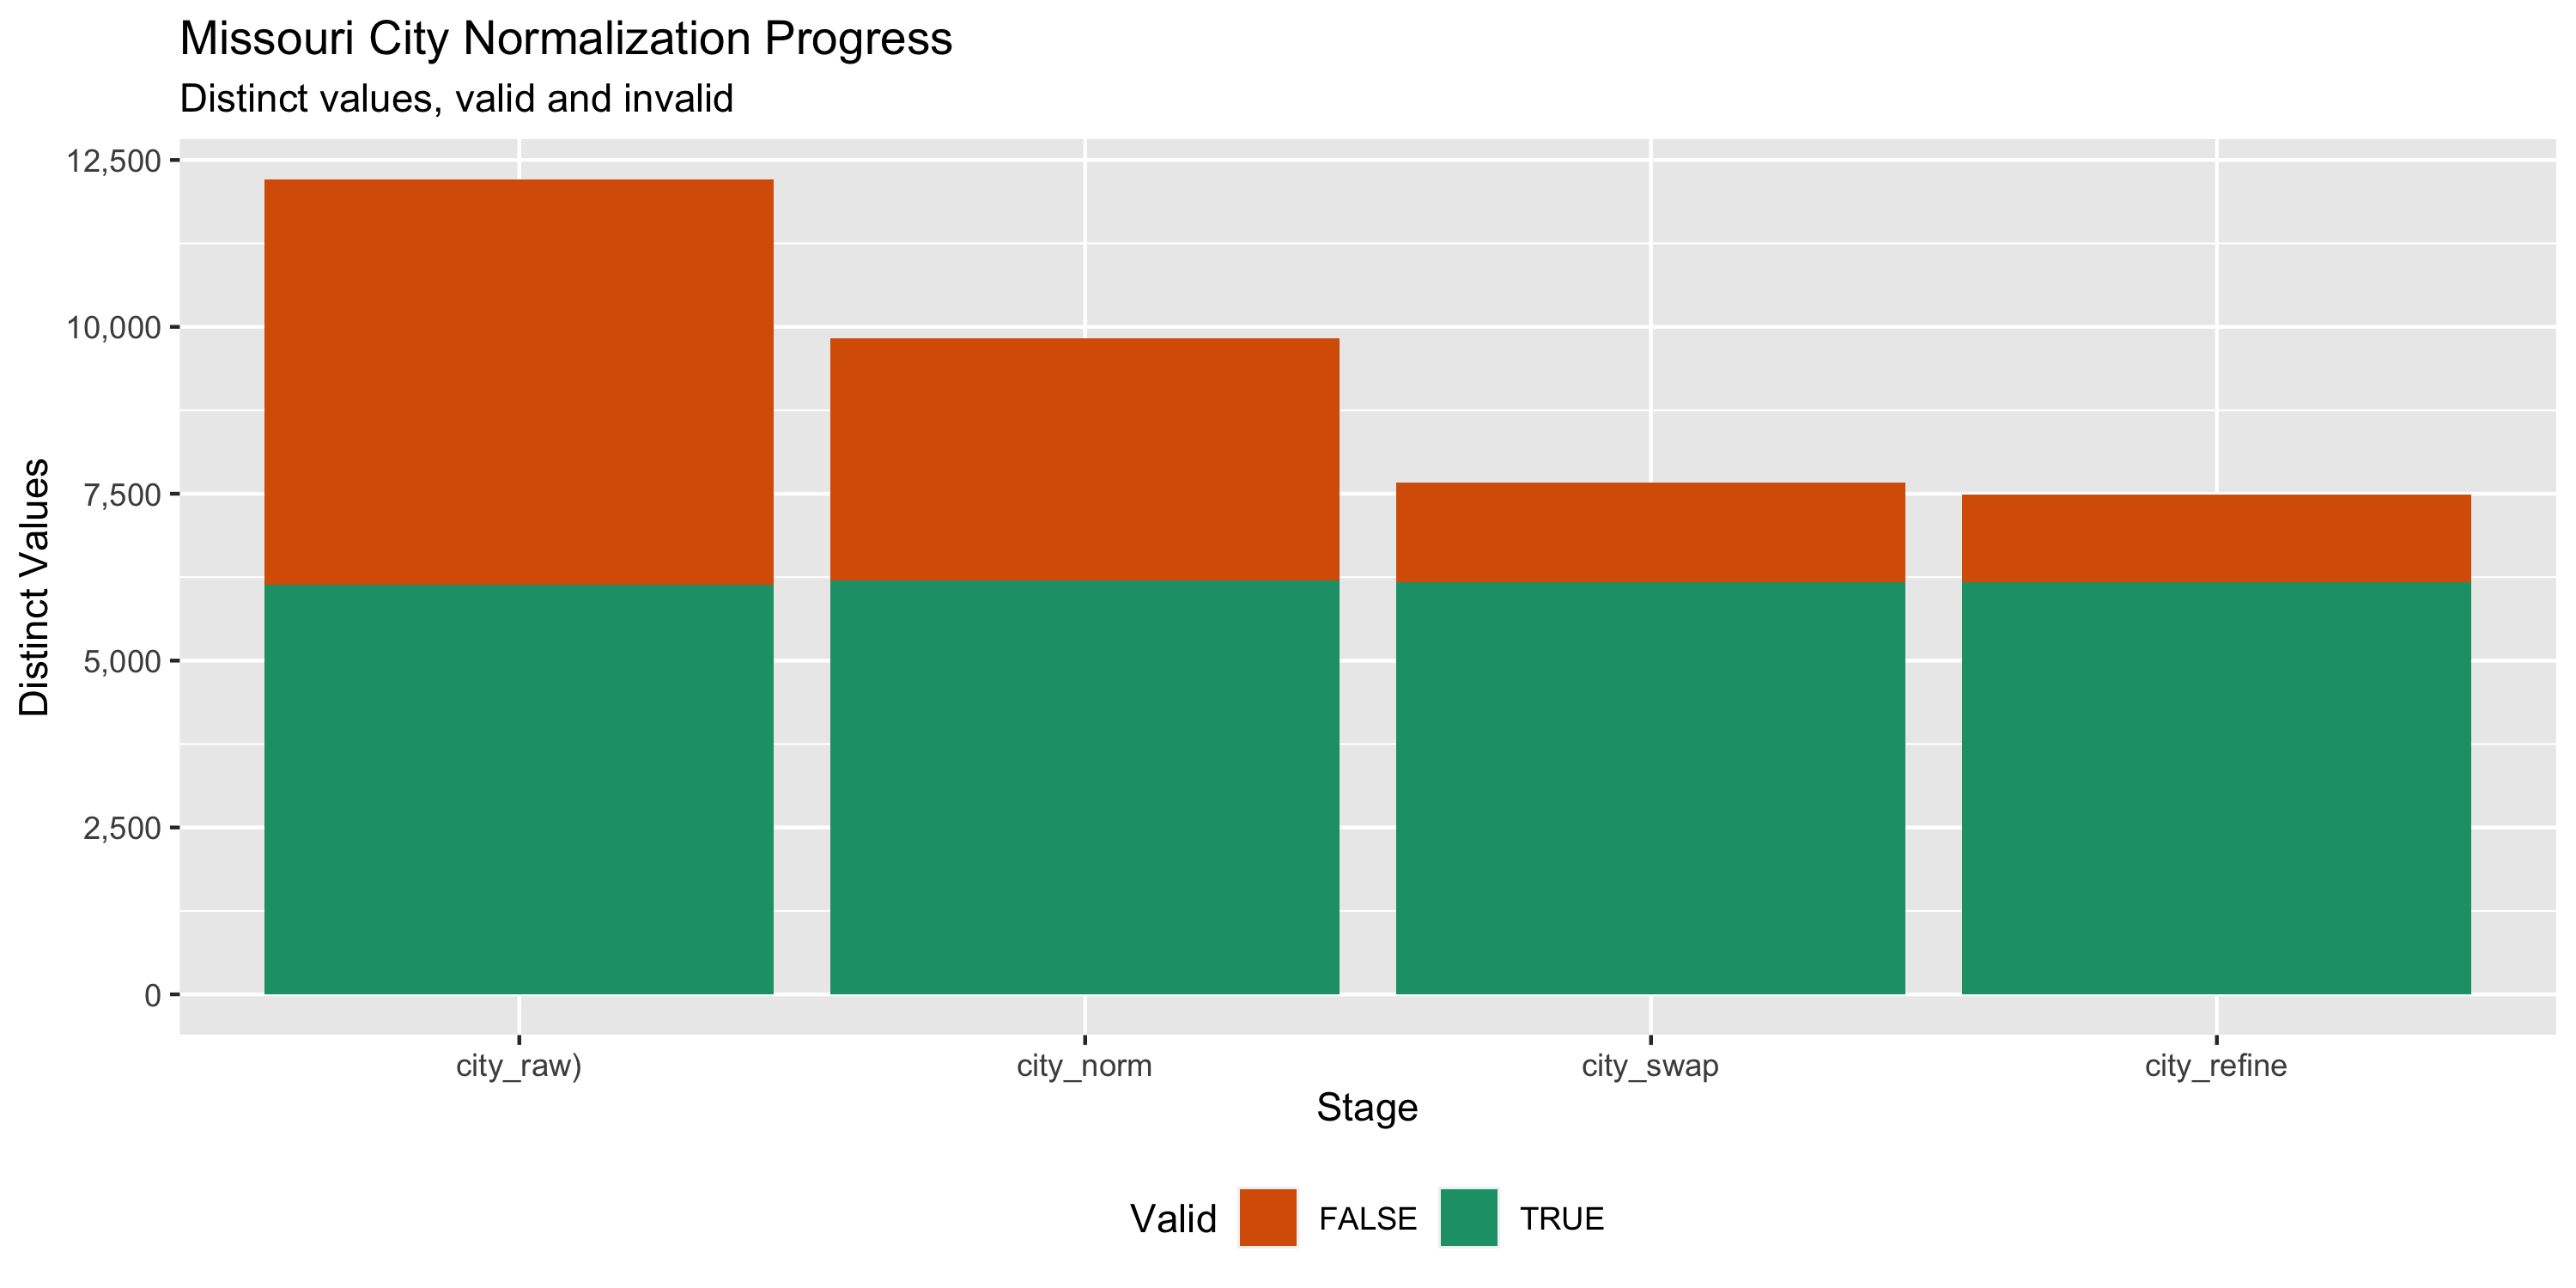 Missouri City Normalization Progress
Distinct values, valid and invalid
12,500
10,000
7,500
5,000
2,500
0
Distinct Values
city_raw) city_norm city_swap city_refine
Stage
Valid FALSE TRUE